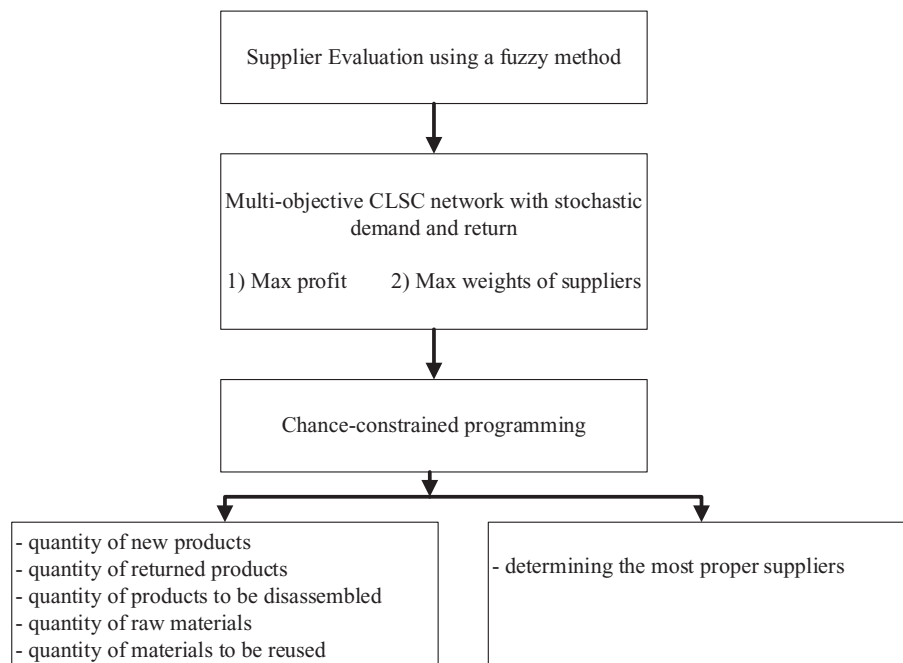 Supplier Evaluation using a fuzzy method
Multi-objective CLSC network with stochastic
demand and return
1) Max profit 2) Max weights of suppliers
Chance-constrained programming
- quantity of new products
- quantity of returned products
- quantity of products to be disassembled
- quantity of raw materials
- quantity of materials to be reused
- determining the most proper suppliers